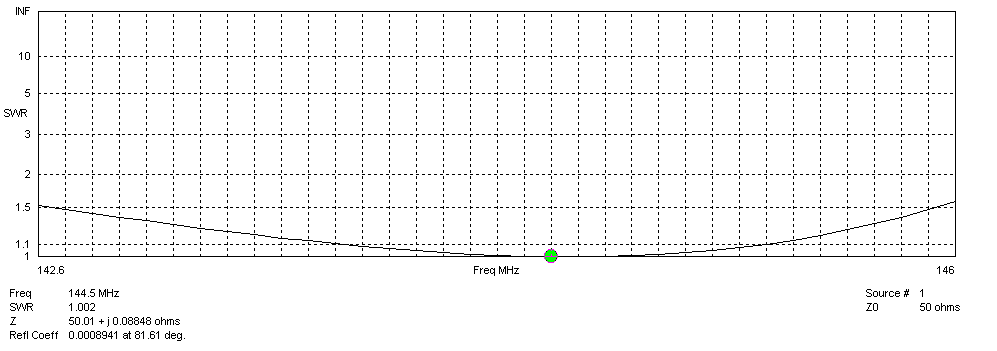 INF
10
5
SWR
3
2
1.5
1.1
1
142.6 Freq MHz 146
Freq 144.5 MHz Source # 1
SWR 1.002 Z0 50 ohms
Z 50.01 + j 0.08848 ohms
Refl Coeff 0.0008941 at 81.61 deg.